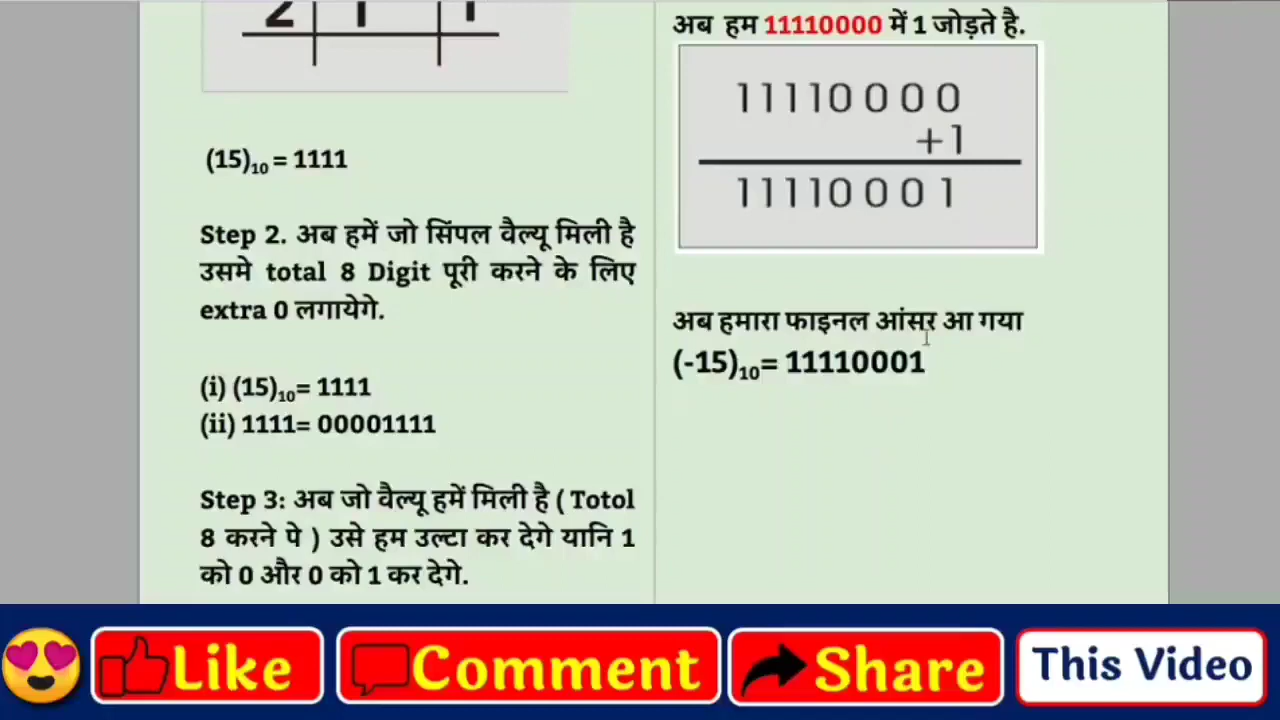 2 1 1
(15)10 = 1111
Step 2. अब हमें जो सिंपल वैल्यू मिली है
उसमे total 8 Digit पूरी करने के लिए
extra 0 लगायेगे.
(i) (15)10= 1111
(ii) 1111= 00001111
Step 3: अब जो वैल्यू हमें मिली है ( Totol
8 करने पे ) उसे हम उल्टा कर देगे यानि 1
को 0 और 0 को 1 कर देगे.
अब हम 11110000 में 1 जोड़ते है.
11110000
+1
11110001
अब हमारा फाइनल आंसर आ गया
(-15)10= 11110001
Like Comment Share This Video